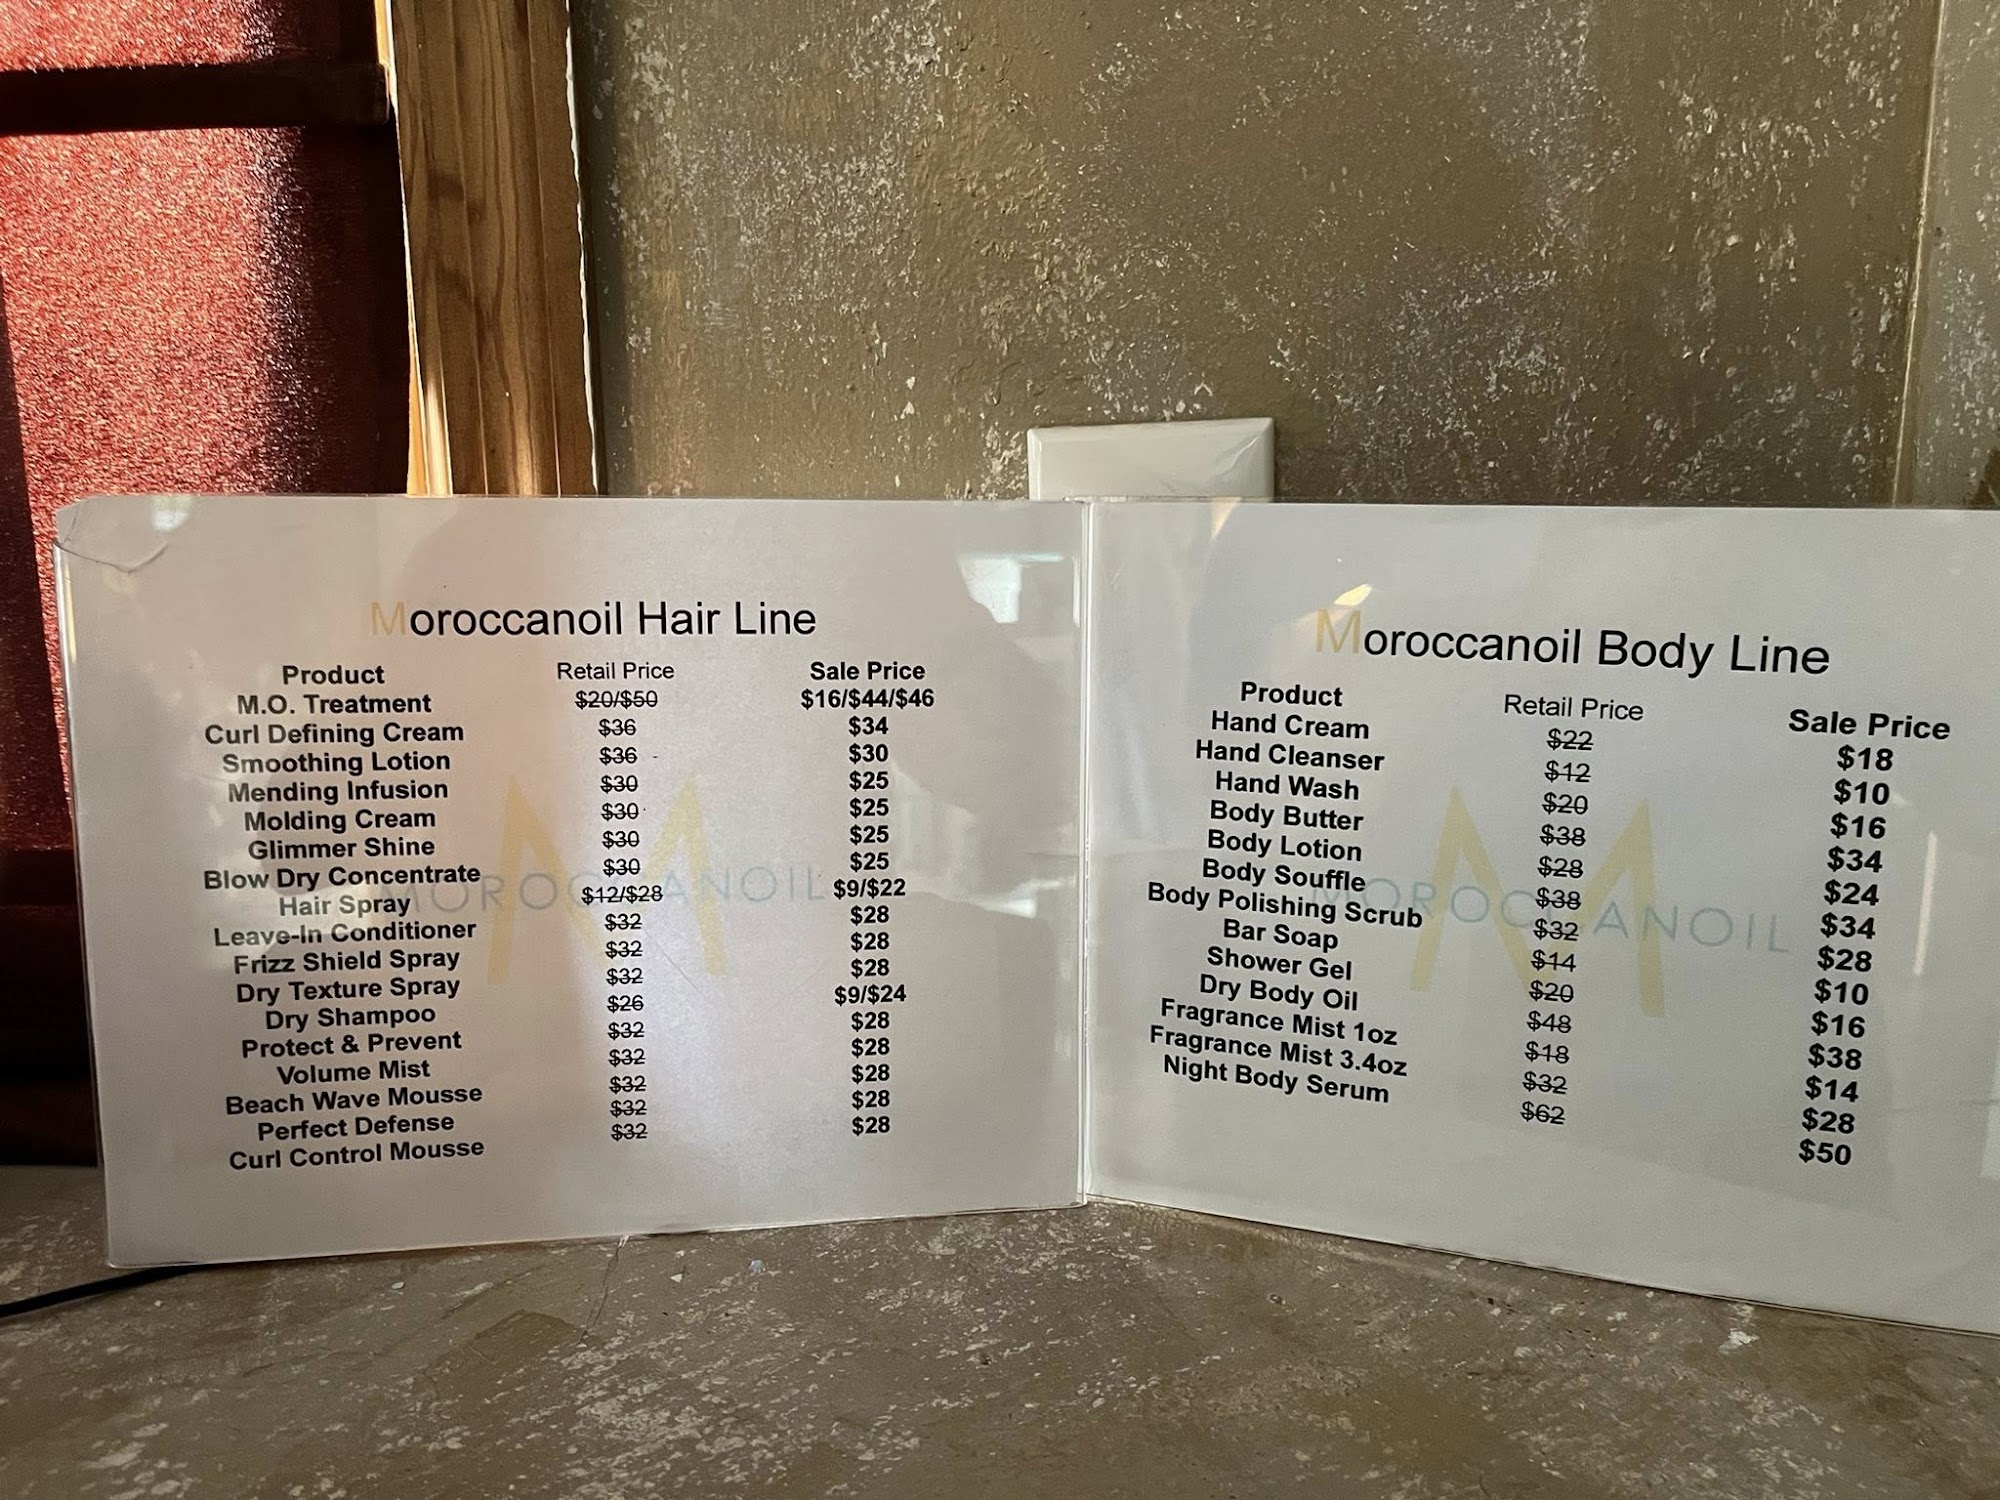 Moroccanoil Hair Line
Product Retail Price Sale Price
M.O. Treatment $20/$50 $16/$44/$46
Curl Defining Cream $36 $34
Smoothing Lotion $36 $30
Mending Infusion $30 $25
Molding Cream $30 $25
Glimmer Shine $30 $25
Blow Dry Concentrate $30 $25
Hair Spray $12/$28 $9/$22
Leave-In Conditioner $32 $28
Frizz Shield Spray $32 $28
Dry Texture Spray $32 $28
Dry Shampoo $26 $9/$24
Protect & Prevent $32 $28
Volume Mist $32 $28
Beach Wave Mousse $32 $28
Perfect Defense $32 $28
Curl Control Mousse $32 $28
MOROCCANOIL
Moroccanoil Body Line
Product Retail Price Sale Price
Hand Cream $22 $18
Hand Cleanser $12 $10
Hand Wash $20 $16
Body Butter $38 $34
Body Lotion $28 $24
Body Souffle $38 $34
Body Polishing Scrub $32 $28
Bar Soap $14 $10
Shower Gel $20 $16
Dry Body Oil $48 $38
Fragrance Mist 1oz $18 $14
Fragrance Mist 3.4oz $32 $28
Night Body Serum $62 $50
MOROCCANOIL